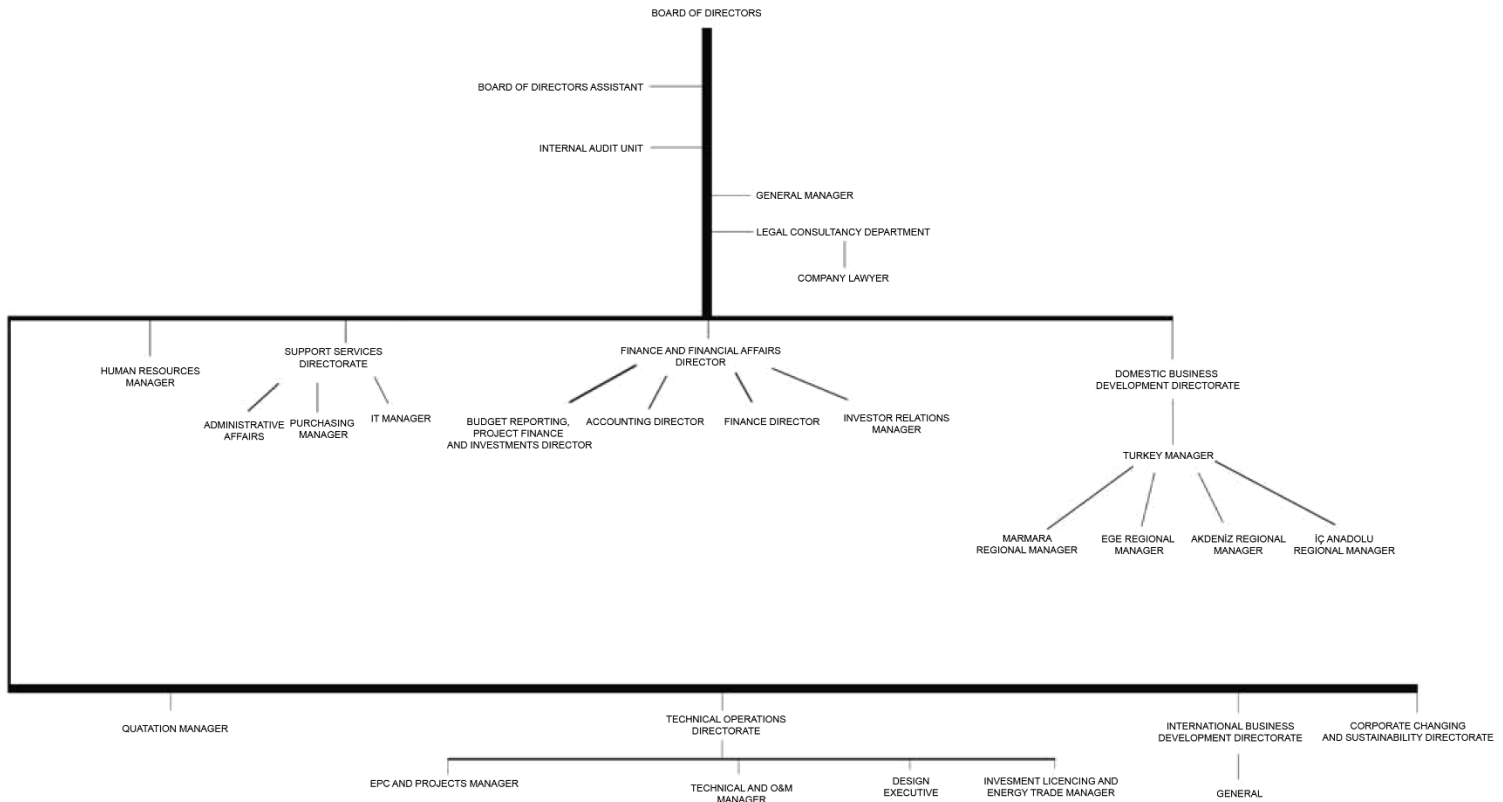 BOARD OF DIRECTORS
BOARD OF DIRECTORS ASSISTANT
INTERNAL AUDIT UNIT
GENERAL MANAGER
LEGAL CONSULTANCY DEPARTMENT
COMPANY LAWYER
HUMAN RESOURCES
MANAGER
SUPPORT SERVICES
DIRECTORATE
ADMINISTRATIVE
AFFAIRS
PURCHASING
MANAGER
IT MANAGER
FINANCE AND FINANCIAL AFFAIRS
DIRECTOR
BUDGET REPORTING,
PROJECT FINANCE
AND INVESTMENTS DIRECTOR
ACCOUNTING DIRECTOR
FINANCE DIRECTOR
INVESTOR RELATIONS
MANAGER
DOMESTIC BUSINESS
DEVELOPMENT DIRECTORATE
TURKEY MANAGER
MARMARA
REGIONAL MANAGER
EGE REGIONAL
MANAGER
AKDENİZ REGIONAL
MANAGER
İÇ ANADOLU
REGIONAL MANAGER
QUATATION MANAGER
TECHNICAL OPERATIONS
DIRECTORATE
EPC AND PROJECTS MANAGER
TECHNICAL AND O&M
MANAGER
DESIGN
EXECUTIVE
INVESMENT LICENCING AND
ENERGY TRADE MANAGER
INTERNATIONAL BUSINESS
DEVELOPMENT DIRECTORATE
GENERAL
CORPORATE CHANGING
AND SUSTAINABILITY DIRECTORATE